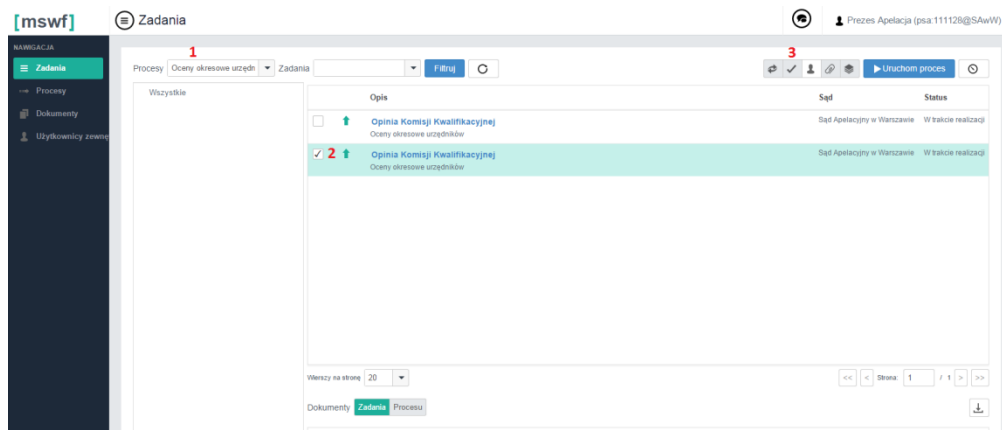 [mswf]
Zadania
Prezes Apelacja (psa:111128@SAwW)
NAWIGACJA
Zadania
Procesy
Dokumenty
Użytkownicy zewnę
1
3
Procesy Oceny okresowe urzędn Zadania Filtruj Uruchom proces
Wszystkie
Opis Sąd Status
Opinia Komisji Kwalifikacyjnej Sąd Apelacyjny w Warszawie W trakcie realizacji
Oceny okresowe urzędników
2 Opinia Komisji Kwalifikacyjnej Sąd Apelacyjny w Warszawie W trakcie realizacji
Oceny okresowe urzędników
Wierszy na stronę 20 << < Strona: 1 / 1 > >>
Dokumenty Zadania Procesu